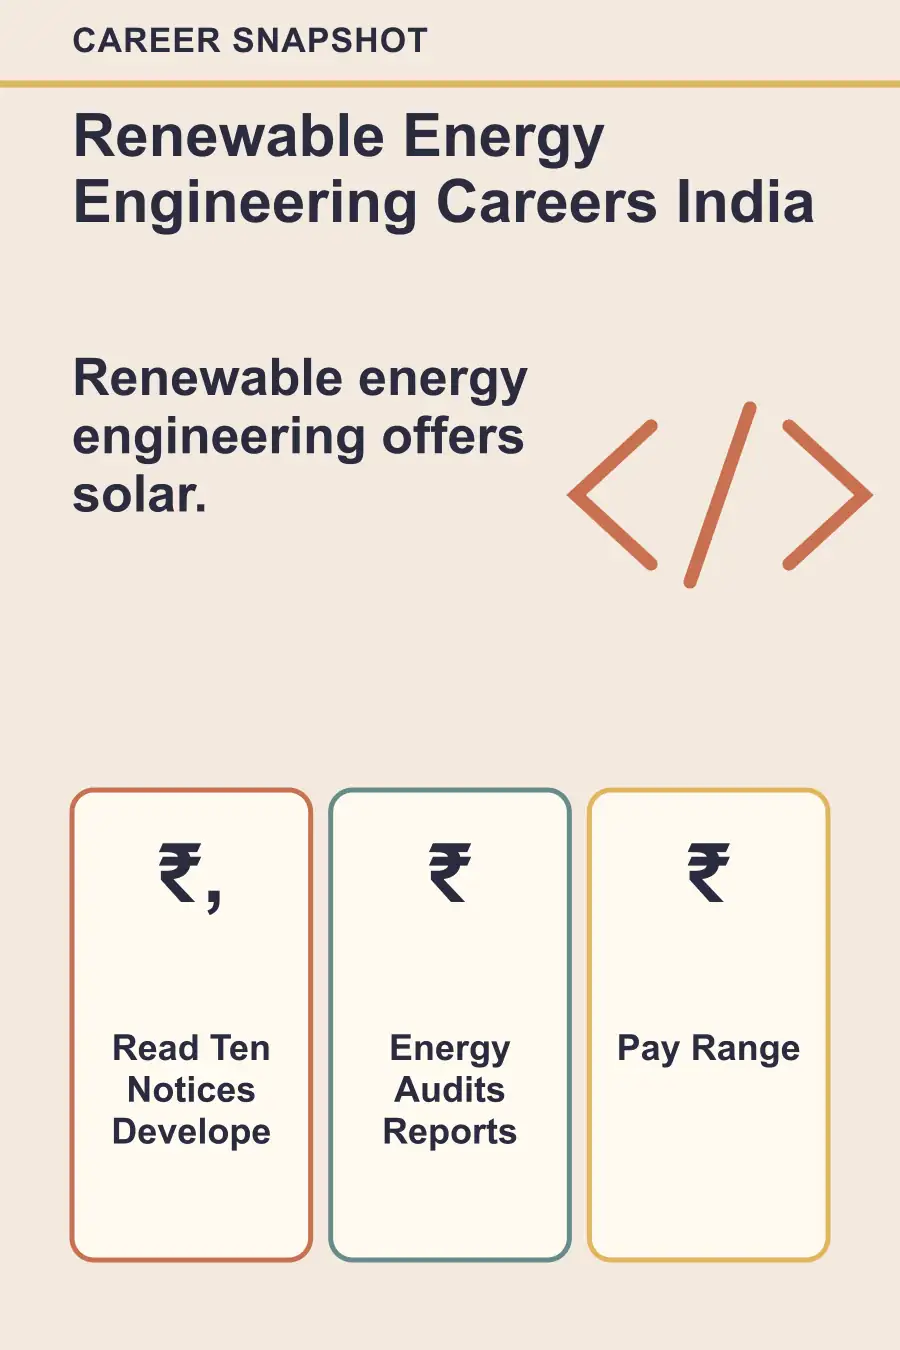 CAREER SNAPSHOT
Renewable Energy
Engineering Careers India
Renewable energy
engineering offers
solar.
₹,
Read Ten
Notices
Develope
₹
Energy
Audits
Reports
₹
Pay Range